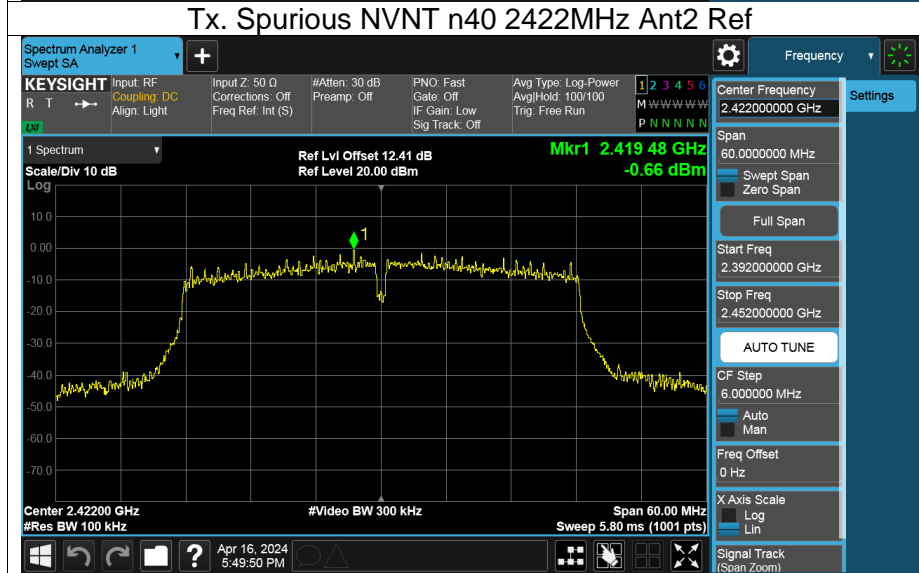 Tx. Spurious NVNT n40 2422MHz Ant2 Ref
Spectrum Analyzer 1
Swept SA
+
Frequency
KEYSIGHT
R T
LXI
Input: RF
Coupling: DC
Align: Light
Input Z: 50 Ω
Corrections: Off
Freq Ref: Int (S)
#Atten: 30 dB
Preamp: Off
PNO: Fast
Gate: Off
IF Gain: Low
Sig Track: Off
Avg Type: Log-Power
Avg|Hold: 100/100
Trig: Free Run
1 2 3 4 5 6
M W W W W W
P N N N N N
1 Spectrum
Scale/Div 10 dB
Ref Lvl Offset 12.41 dB
Ref Level 20.00 dBm
Mkr1 2.419 48 GHz
-0.66 dBm
Log
10.0
0.00
-10.0
-20.0
-30.0
-40.0
-50.0
-60.0
-70.0
1
Center 2.42200 GHz
#Res BW 100 kHz
#Video BW 300 kHz
Span 60.00 MHz
Sweep 5.80 ms (1001 pts)
?
Apr 16, 2024
5:49:50 PM
Center Frequency
2.422000000 GHz
Span
60.0000000 MHz
Swept Span
Zero Span
Full Span
Start Freq
2.392000000 GHz
Stop Freq
2.452000000 GHz
AUTO TUNE
CF Step
6.000000 MHz
Auto
Man
Freq Offset
0 Hz
X Axis Scale
Log
Lin
Signal Track
(Span Zoom)
Settings